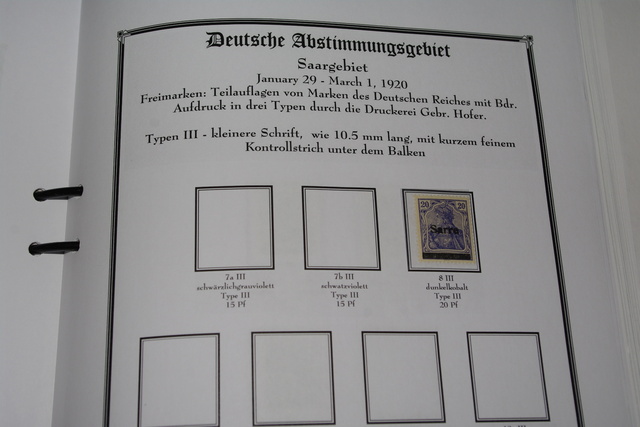 Deutsche Abstimmungsgebiet
Saargebiet
January 29 - March 1, 1920
Freimarken: Teilauflagen von Marken des Deutschen Reiches mit Bdr.
Aufdruck in drei Typen durch die Druckerei Gebr. Hofer.
Typen III - kleinere Schrift, wie 10.5 mm lang, mit kurzem feinem
Kontrollstrich unter dem Balken
20 20
Sarre
7a III
schwärzlichgrauviolett
Type III
15 Pf
7b III
schwatzviolett
Type III
15 Pf
8 III
dunkelkobalt
Type III
20 Pf